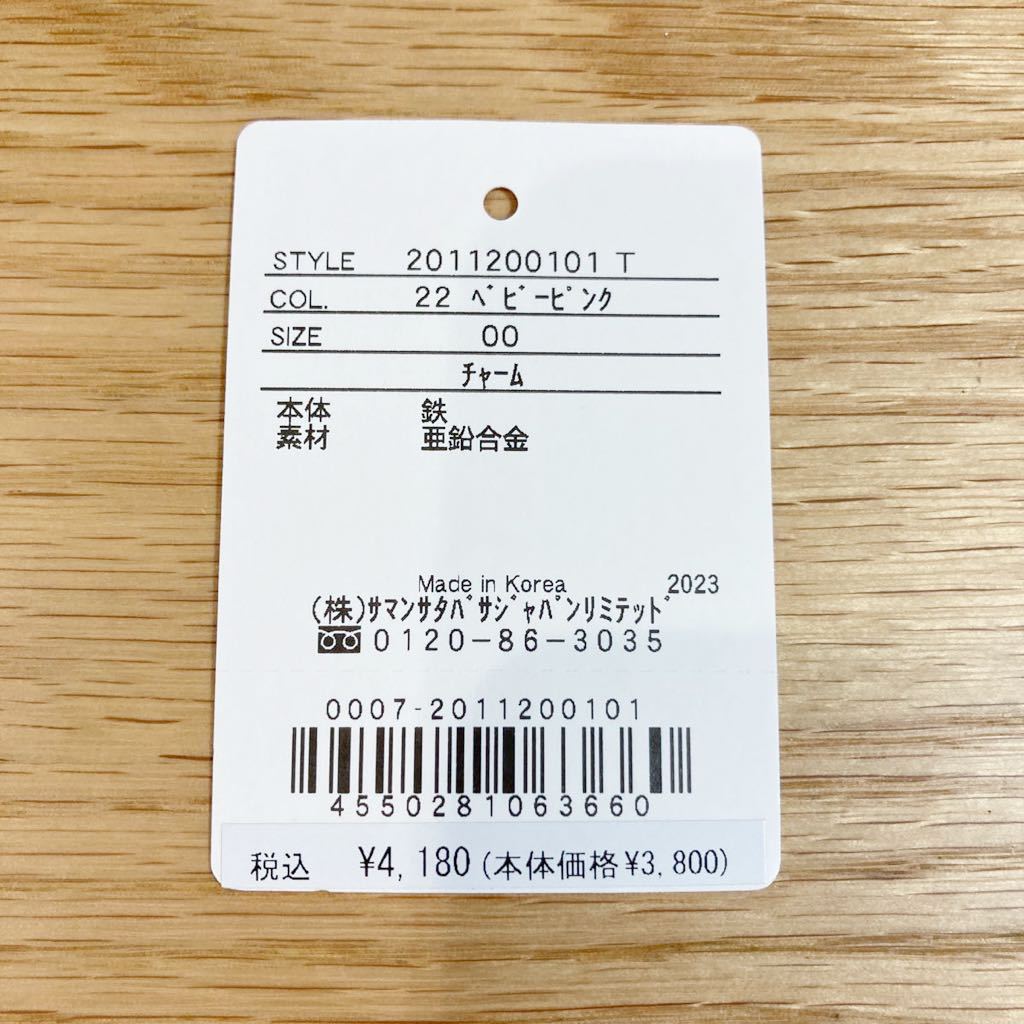 STYLE 2011200101 T
COL. 22 ﾍﾞﾋﾞｰﾋﾟﾝｸ
SIZE 00
ﾁｬｰﾑ
本体 鉄
素材 亜鉛合金
Made in Korea 2023
(株)ｻﾏﾝｻﾀﾊﾞｻｼﾞｬﾊﾟﾝﾘﾐﾃｯﾄﾞ
0120-86-3035
0007-2011200101
4550281063660
税込 ¥4,180(本体価格¥3,800)